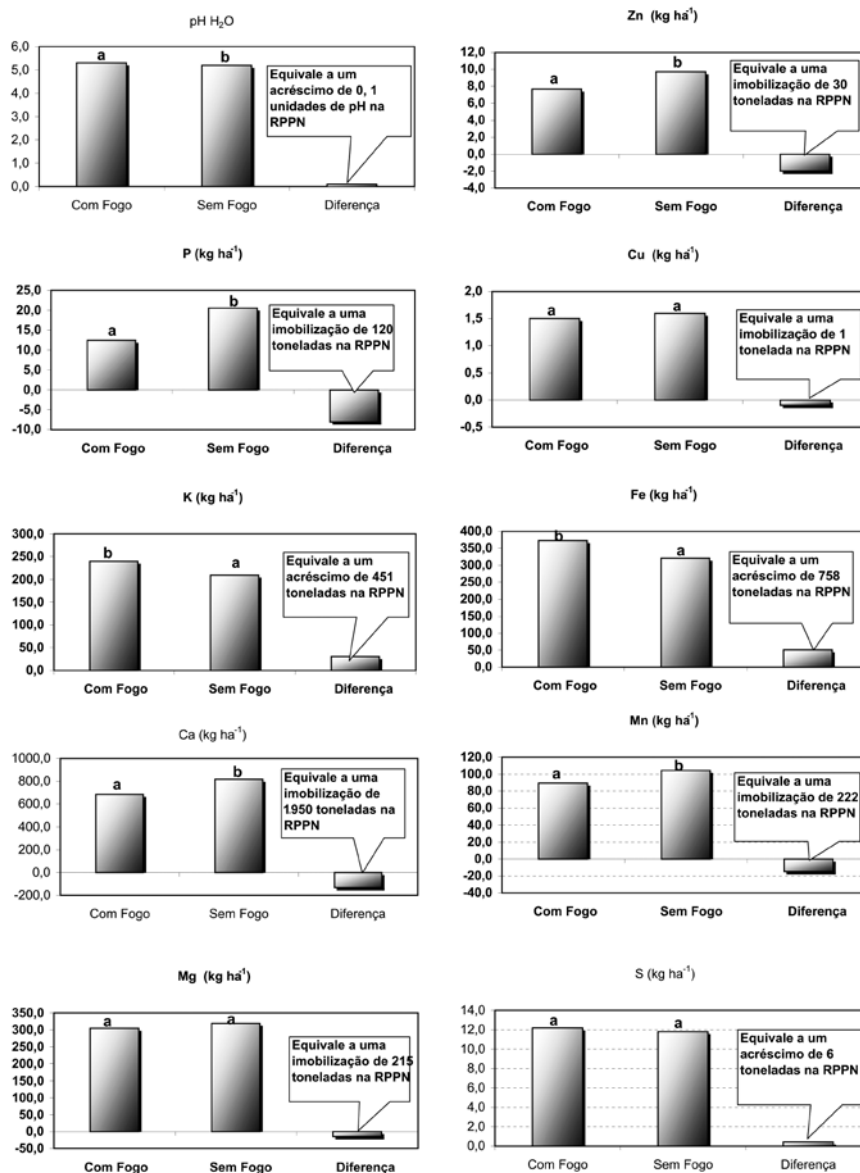 pH H₂O
6,0
5,0
4,0
3,0
2,0
1,0
0,0
a
a
Equivale a um
acréscimo de 0, 1
unidades de pH na
RPPN
Com Fogo
Sem Fogo
Diferença
Zn (kg ha⁻¹)
12,0
10,0
8,0
6,0
4,0
2,0
0,0
-2,0
-4,0
a
b
Equivale a uma
imobilização de 30
toneladas na RPPN
Com Fogo
Sem Fogo
Diferença
P (kg ha⁻¹)
25,0
20,0
15,0
10,0
5,0
0,0
-5,0
-10,0
a
b
Equivale a uma
imobilização de 120
toneladas na RPPN
Com Fogo
Sem Fogo
Diferença
Cu (kg ha⁻¹)
2,0
1,5
1,0
0,5
0,0
-0,5
a
a
Equivale a uma
imobilização de 1
tonelada na RPPN
Com Fogo
Sem Fogo
Diferença
K (kg ha⁻¹)
300,0
250,0
200,0
150,0
100,0
50,0
0,0
b
a
Equivale a um
acréscimo de 451
toneladas na RPPN
Com Fogo
Sem Fogo
Diferença
Fe (kg ha⁻¹)
400,0
350,0
300,0
250,0
200,0
150,0
100,0
50,0
0,0
b
a
Equivale a um
acréscimo de 758
toneladas na RPPN
Com Fogo
Sem Fogo
Diferença
Ca (kg ha⁻¹)
1000,0
800,0
600,0
400,0
200,0
0,0
-200,0
a
b
Equivale a uma
imobilização de
1950 toneladas na
RPPN
Com Fogo
Sem Fogo
Diferença
Mn (kg ha⁻¹)
120,0
100,0
80,0
60,0
40,0
20,0
0,0
-20,0
-40,0
a
b
Equivale a uma
imobilização de 222
toneladas na RPPN
Com Fogo
Sem Fogo
Diferença
Mg (kg ha⁻¹)
350,0
300,0
250,0
200,0
150,0
100,0
50,0
0,0
-50,0
a
a
Equivale a uma
imobilização de 215
toneladas na RPPN
Com Fogo
Sem Fogo
Diferença
S (kg ha⁻¹)
14,0
12,0
10,0
8,0
6,0
4,0
2,0
0,0
a
a
Equivale a um
acréscimo de 6
toneladas na RPPN
Com Fogo
Sem Fogo
Diferença